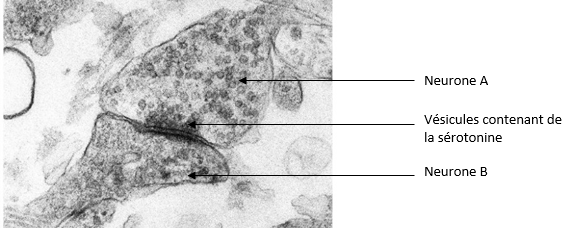 Neurone A
Vésicules contenant de
la sérotonine
Neurone B